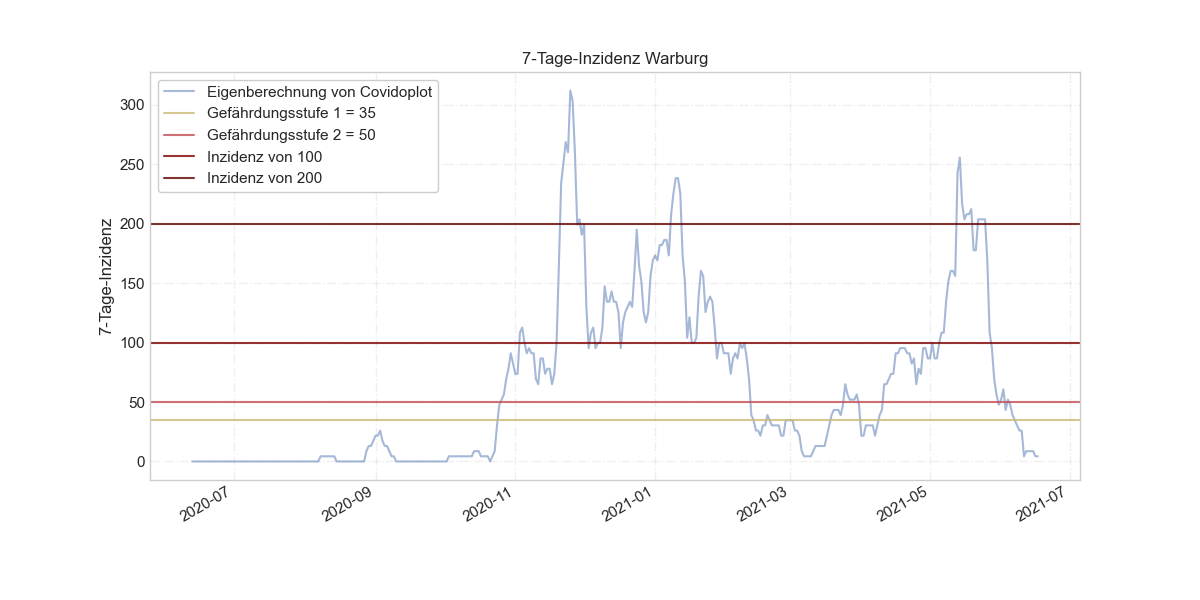 7-Tage-Inzidenz Warburg
Eigenberechnung von Covidoplot
Gefährdungsstufe 1 = 35
Gefährdungsstufe 2 = 50
Inzidenz von 100
Inzidenz von 200
7-Tage-Inzidenz
300
250
200
150
100
50
0
2020-07
2020-09
2020-11
2021-01
2021-03
2021-05
2021-07